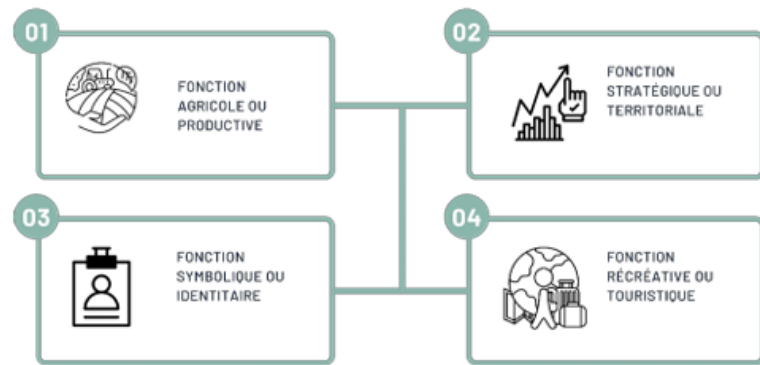 01
FONCTION
AGRICOLE OU
PRODUCTIVE
02
FONCTION
STRATÉGIQUE OU
TERRITORIALE
03
FONCTION
SYMBOLIQUE OU
IDENTITAIRE
04
FONCTION
RÉCRÉATIVE OU
TOURISTIQUE